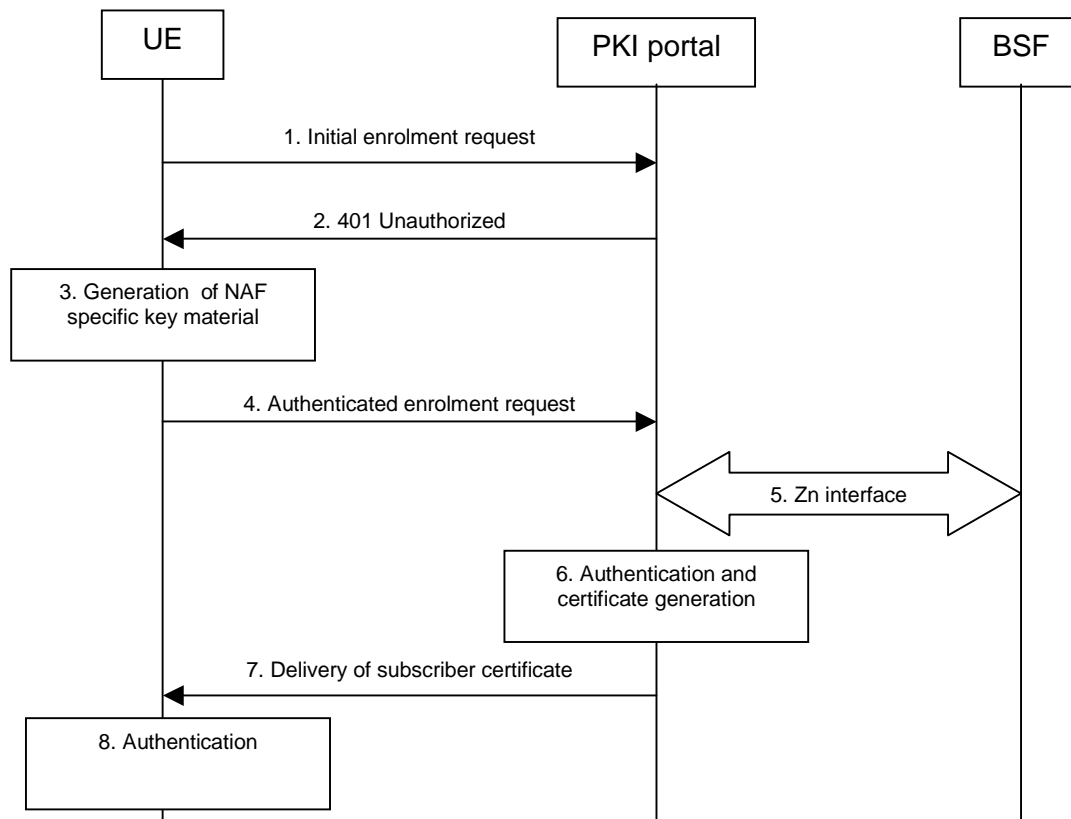 UE
PKI portal
BSF
1. Initial enrolment request
2. 401 Unauthorized
3. Generation of NAF
specific key material
4. Authenticated enrolment request
5. Zn interface
6. Authentication and
certificate generation
7. Delivery of subscriber certificate
8. Authentication